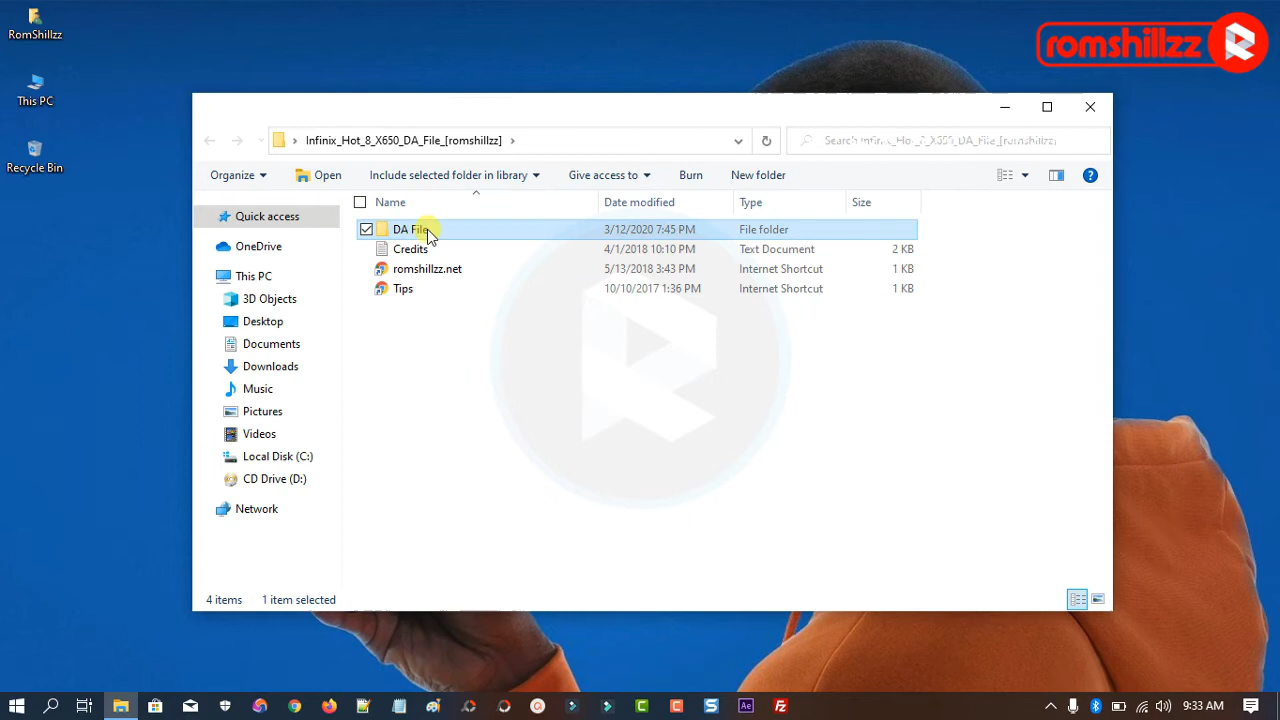 RomShillzz
This PC
Recycle Bin
romshillzz
Infinix_Hot_8_X650_DA_File_[romshillzz]
Search Infinix_Hot_8_X650_DA_File_[romshillzz]
Organize
Open
Include selected folder in library
Give access to
Burn
New folder
Name
Date modified
Type
Size
DA File
3/12/2020 7:45 PM
File folder
Credits
4/1/2018 10:10 PM
Text Document
2 KB
romshillzz.net
5/13/2018 3:43 PM
Internet Shortcut
1 KB
Tips
10/10/2017 1:36 PM
Internet Shortcut
1 KB
Quick access
OneDrive
This PC
3D Objects
Desktop
Documents
Downloads
Music
Pictures
Videos
Local Disk (C:)
CD Drive (D:)
Network
4 items
1 item selected
Ae
9:33 AM